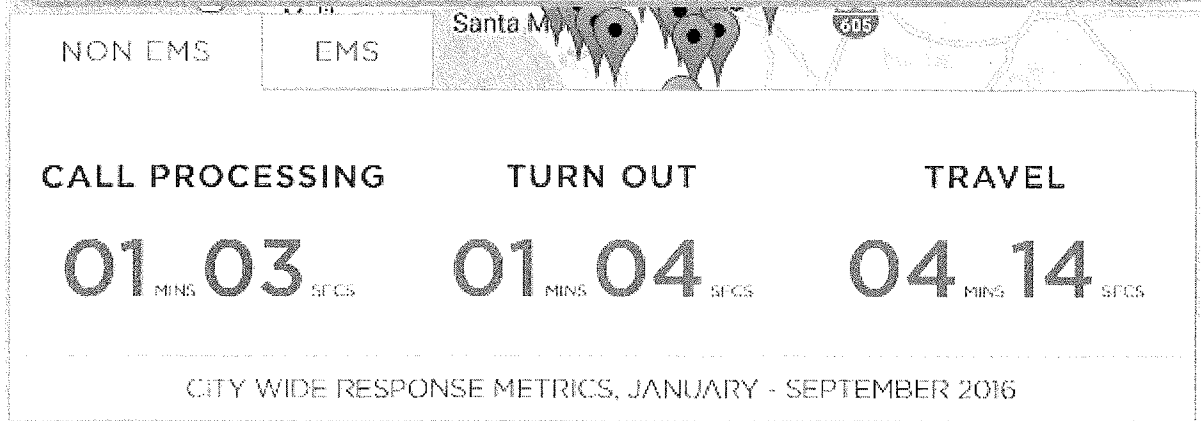 Santa M
605
NON EMS
EMS
CALL PROCESSING
TURN OUT
TRAVEL
01 MINS 03 SECS
01 MINS 04 SECS
04 MINS 14 SECS
CITY WIDE RESPONSE METRICS, JANUARY - SEPTEMBER 2016